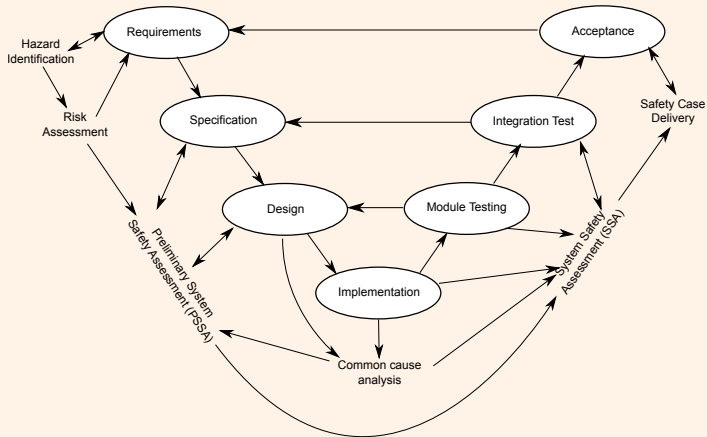 Requirements
Acceptance
Hazard
Identification
Risk
Assessment
Safety Case
Delivery
Specification
Integration Test
Design
Module Testing
Preliminary System
Safety Assessment (PSSA)
System Safety
Assessment (SSA)
Implementation
Common cause
analysis